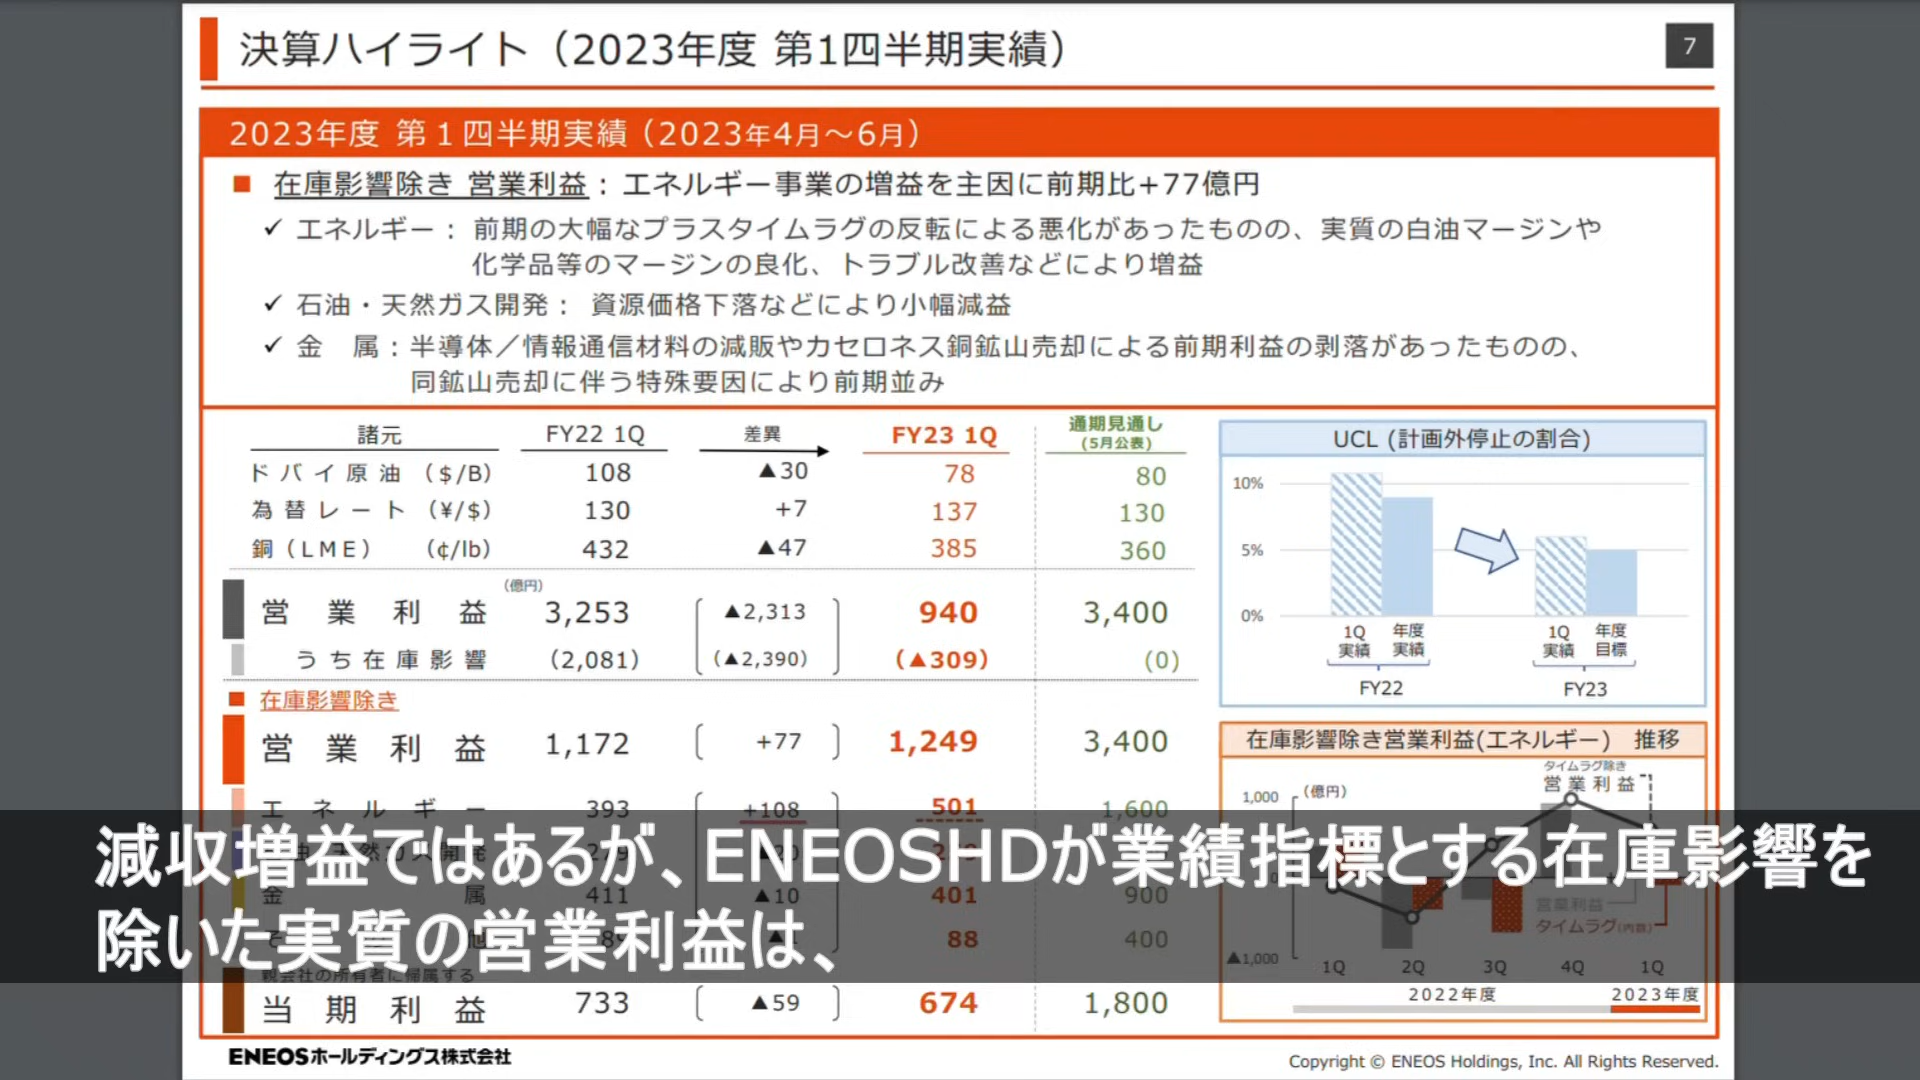 決算ハイライト（2023年度 第1四半期実績）
7
2023年度 第１四半期実績（2023年4月～6月）
■ 在庫影響除き 営業利益：エネルギー事業の増益を主因に前期比+77億円
✓ エネルギー： 前期の大幅なプラスタイムラグの反転による悪化があったものの、実質の白油マージンや
化学品等のマージンの良化、トラブル改善などにより増益
✓ 石油・天然ガス開発： 資源価格下落などにより小幅減益
✓ 金　属：半導体／情報通信材料の減販やカセロネス銅鉱山売却による前期利益の剥落があったものの、
同鉱山売却に伴う特殊要因により前期並み
諸元 FY22 1Q 差異 FY23 1Q 通期見通し
(5月公表)
ドバイ原油（$/B） 108 ▲30 78 80
為替レート（¥/$） 130 +7 137 130
銅（LME）（¢/lb） 432 ▲47 385 360
（億円）
営業利益 3,253 ▲2,313 940 3,400
うち在庫影響 （2,081） （▲2,390） （▲309） （0）
■ 在庫影響除き
営業利益 1,172 +77 1,249 3,400
エネルギー 393 +108 501 1,600
金属 411 ▲10 401 900
88 400
親会社の所有者に帰属する
当期利益 733 ▲59 674 1,800
UCL (計画外停止の割合)
10%
5%
0%
1Q 年度 1Q 年度
実績 実績 実績 目標
FY22 FY23
在庫影響除き営業利益(エネルギー)　推移
タイムラグ除き
営業利益
1,000 （億円）
営業利益
タイムラグ(内数)
▲1,000
1Q 2Q 3Q 4Q 1Q
2022年度 2023年度
減収増益ではあるが、ENEOSHDが業績指標とする在庫影響を
除いた実質の営業利益は、
ENEOSホールディングス株式会社
Copyright © ENEOS Holdings, Inc. All Rights Reserved.